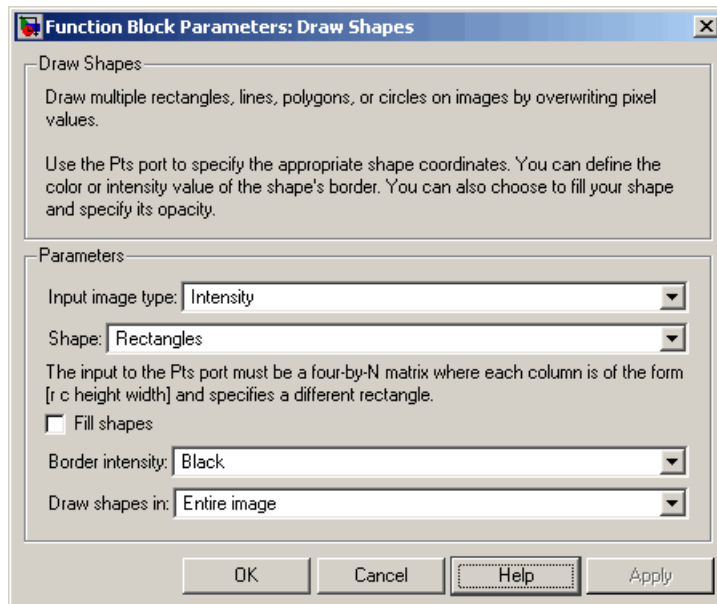 Function Block Parameters: Draw Shapes
Draw Shapes
Draw multiple rectangles, lines, polygons, or circles on images by overwriting pixel
values.
Use the Pts port to specify the appropriate shape coordinates. You can define the
color or intensity value of the shape's border. You can also choose to fill your shape
and specify its opacity.
Parameters
Input image type: Intensity
Shape: Rectangles
The input to the Pts port must be a four-by-N matrix where each column is of the form
[r c height width] and specifies a different rectangle.
Fill shapes
Border intensity: Black
Draw shapes in: Entire image
OK Cancel Help Apply